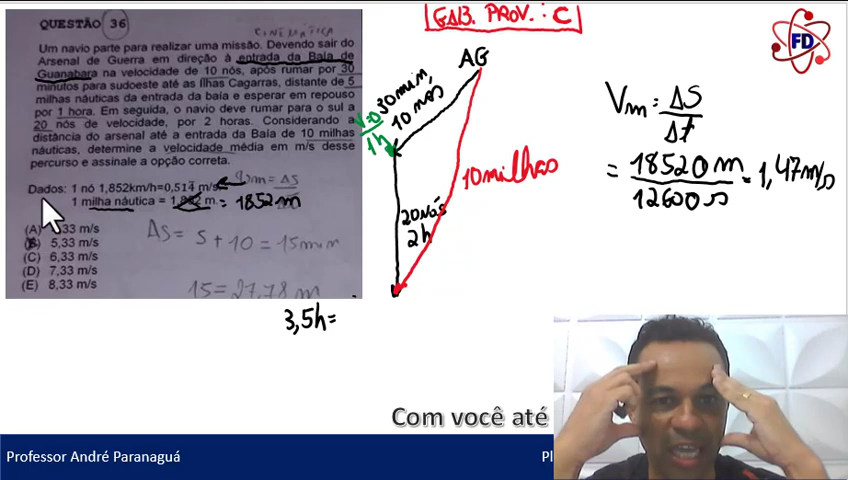 QUESTÃO 36
CINEMÁTICA
Um navio parte para realizar uma missão. Devendo sair do
Arsenal de Guerra em direção à entrada da Baía de
Guanabara na velocidade de 10 nós, após rumar por 30
minutos para sudoeste até as Ilhas Cagarras, distante de 5
milhas náuticas da entrada da baía e esperar em repouso
por 1 hora. Em seguida, o navio deve rumar para o sul a
20 nós de velocidade, por 2 horas. Considerando a
distância do arsenal até a entrada da Baía de 10 milhas
náuticas, determine a velocidade média em m/s desse
percurso e assinale a opção correta.
Dados: 1 nó 1,852km/h=0,514 m/s
1 milha náutica = m. = 1852 m
(A) 33 m/s
(B) 5,33 m/s
(C) 6,33 m/s
(D) 7,33 m/s
(E) 8,33 m/s
ΔS = 5 + 10 = 15
15 = 27,78 m
3,5h =
GAB. PROV.: C
AG
30min,
10 nós
V=0
1h
10 milhas
20 nós
2h
Vm = ΔS
Δt
= 18520 m = 1,47 m/s
12600 s
FD
Com você até
Professor André Paranaguá
Pl